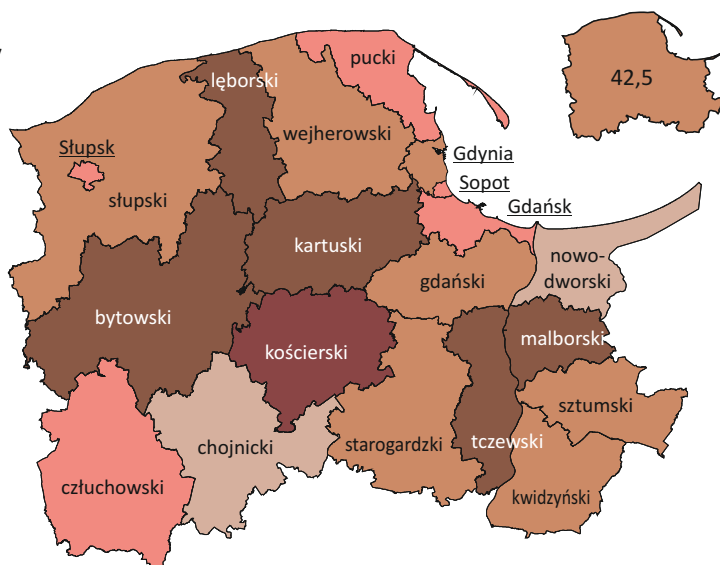 pucki
lęborski
42,5
wejherowski
Słupsk
Gdynia
Sopot
słupski
Gdańsk
kartuski
nowo-
dworski
gdański
bytowski
malborski
kościerski
sztumski
chojnicki
starogardzki
tczewski
człuchowski
kwidzyński